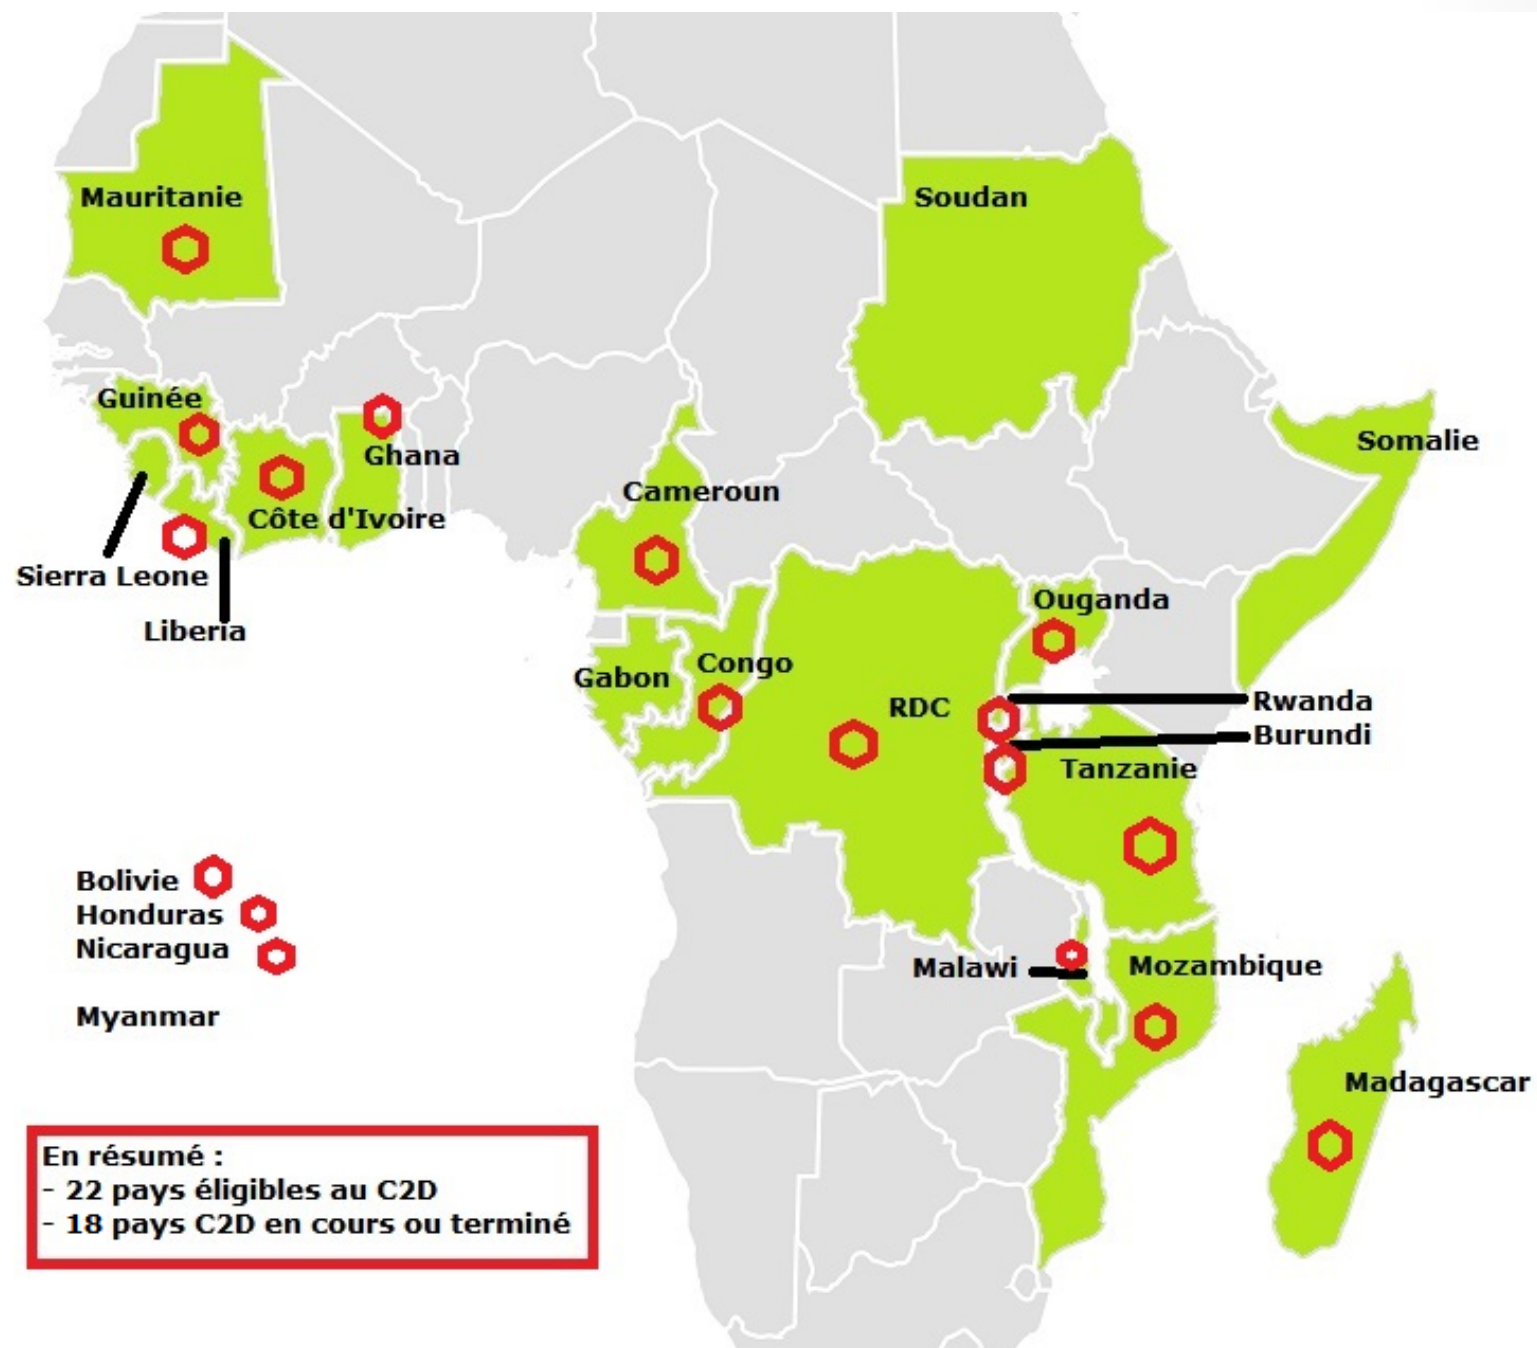 Mauritanie
Soudan
Guinée
Ghana
Somalie
Cameroun
Côte d'Ivoire
Sierra Leone
Liberia
Ouganda
Gabon
Congo
RDC
Rwanda
Burundi
Tanzanie
Bolivie
Honduras
Nicaragua
Myanmar
Malawi
Mozambique
Madagascar
En résumé :
- 22 pays éligibles au C2D
- 18 pays C2D en cours ou terminé